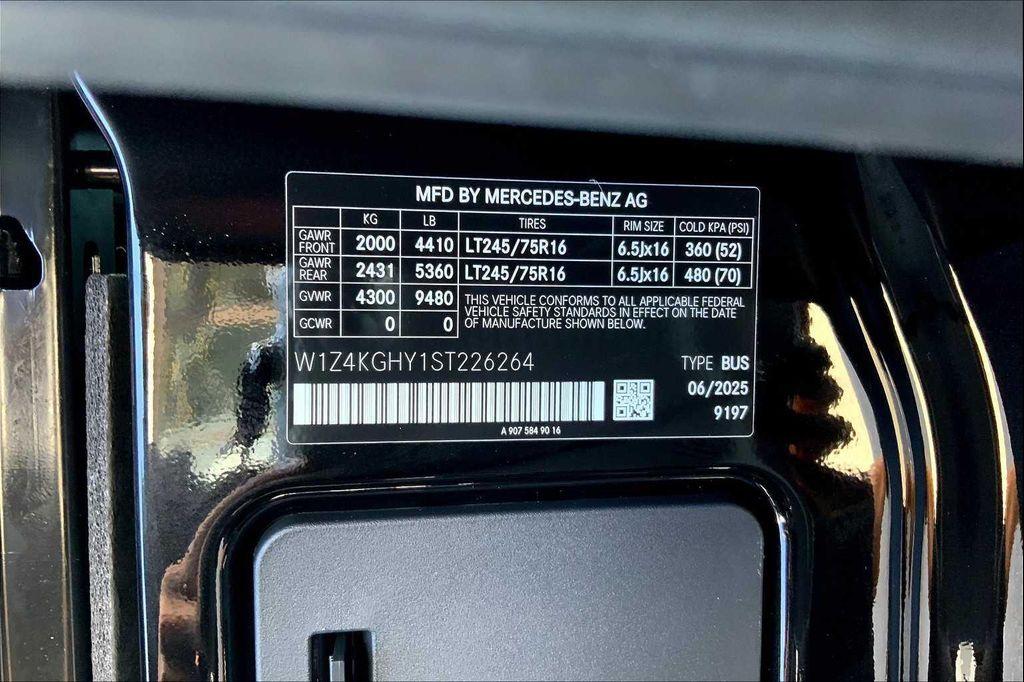 MFD BY MERCEDES-BENZ AG
KG LB TIRES RIM SIZE COLD KPA (PSI)
GAWR FRONT 2000 4410 LT245/75R16 6.5Jx16 360 (52)
GAWR REAR 2431 5360 LT245/75R16 6.5Jx16 480 (70)
GVWR 4300 9480
GCWR 0 0
THIS VEHICLE CONFORMS TO ALL APPLICABLE FEDERAL
VEHICLE SAFETY STANDARDS IN EFFECT ON THE DATE
OF MANUFACTURE SHOWN BELOW.
W1Z4KGHY1ST226264
TYPE BUS
06/2025
9197
A 907 584 90 16